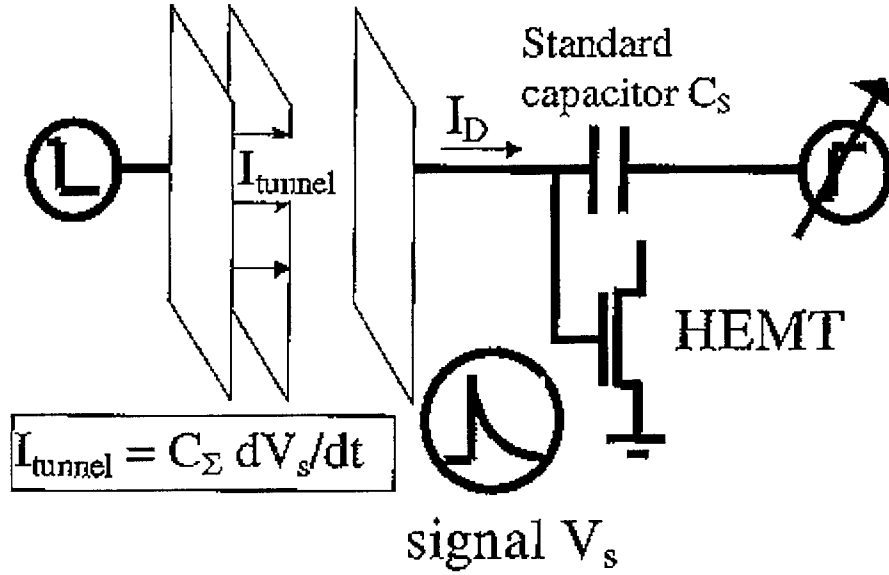 Standard
capacitor C_S
I_D
I_tunnel
HEMT
I_tunnel = C_Σ dV_s/dt
signal V_s